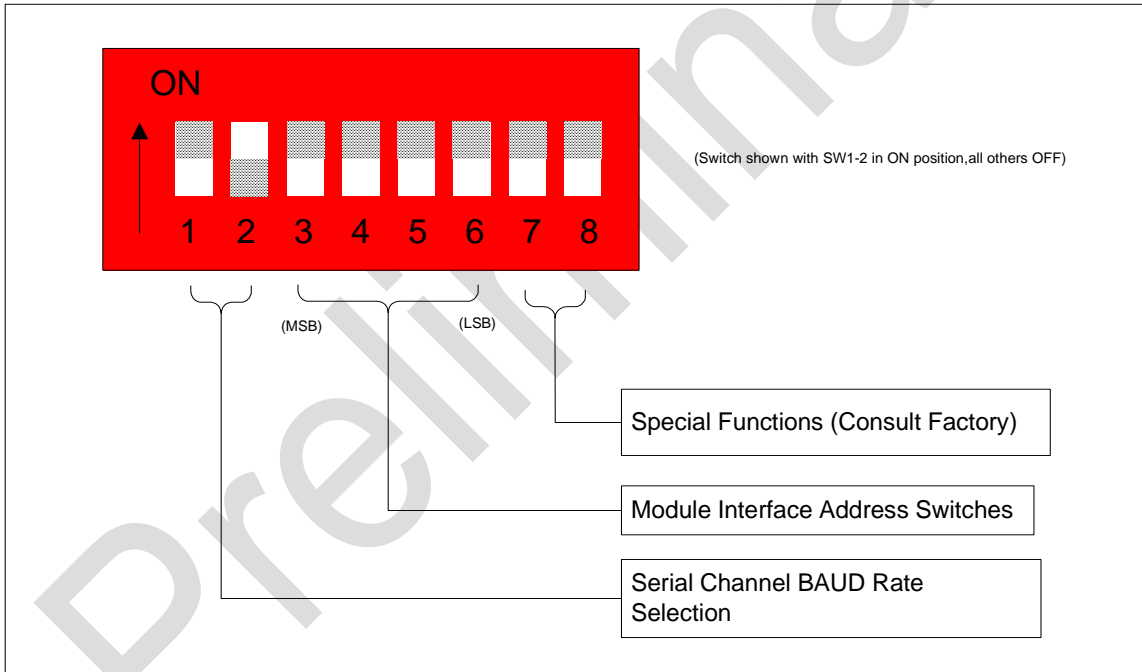 ON
1 2 3 4 5 6 7 8
(Switch shown with SW1-2 in ON position,all others OFF)
(MSB) (LSB)
Special Functions (Consult Factory)
Module Interface Address Switches
Serial Channel BAUD Rate
Selection
Prelimina